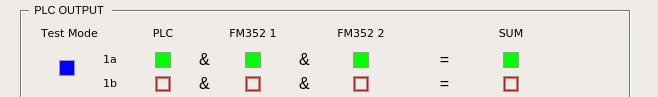 PLC OUTPUT
Test Mode PLC FM352 1 FM352 2 SUM
1a & & =
1b & & =